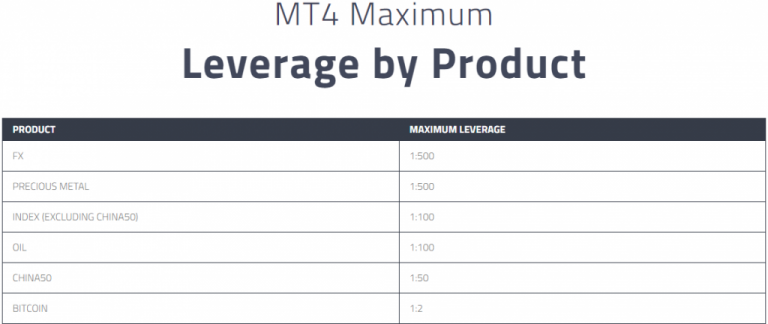 MT4 Maximum
Leverage by Product
PRODUCT MAXIMUM LEVERAGE
FX 1:500
PRECIOUS METAL 1:500
INDEX (EXCLUDING CHINA50) 1:100
OIL 1:100
CHINA50 1:50
BITCOIN 1:2